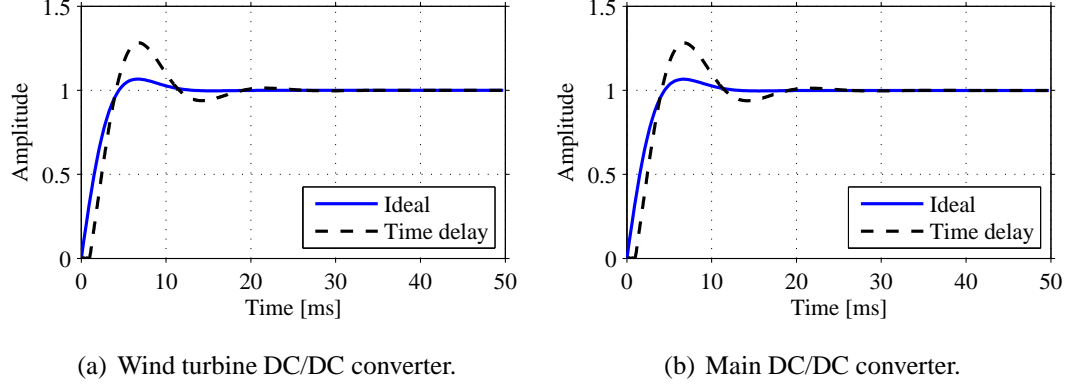 1.5
1
0.5
0
Amplitude
0 10 20 30 40 50
Time [ms]
Ideal
Time delay
(a) Wind turbine DC/DC converter.
1.5
1
0.5
0
Amplitude
0 10 20 30 40 50
Time [ms]
Ideal
Time delay
(b) Main DC/DC converter.